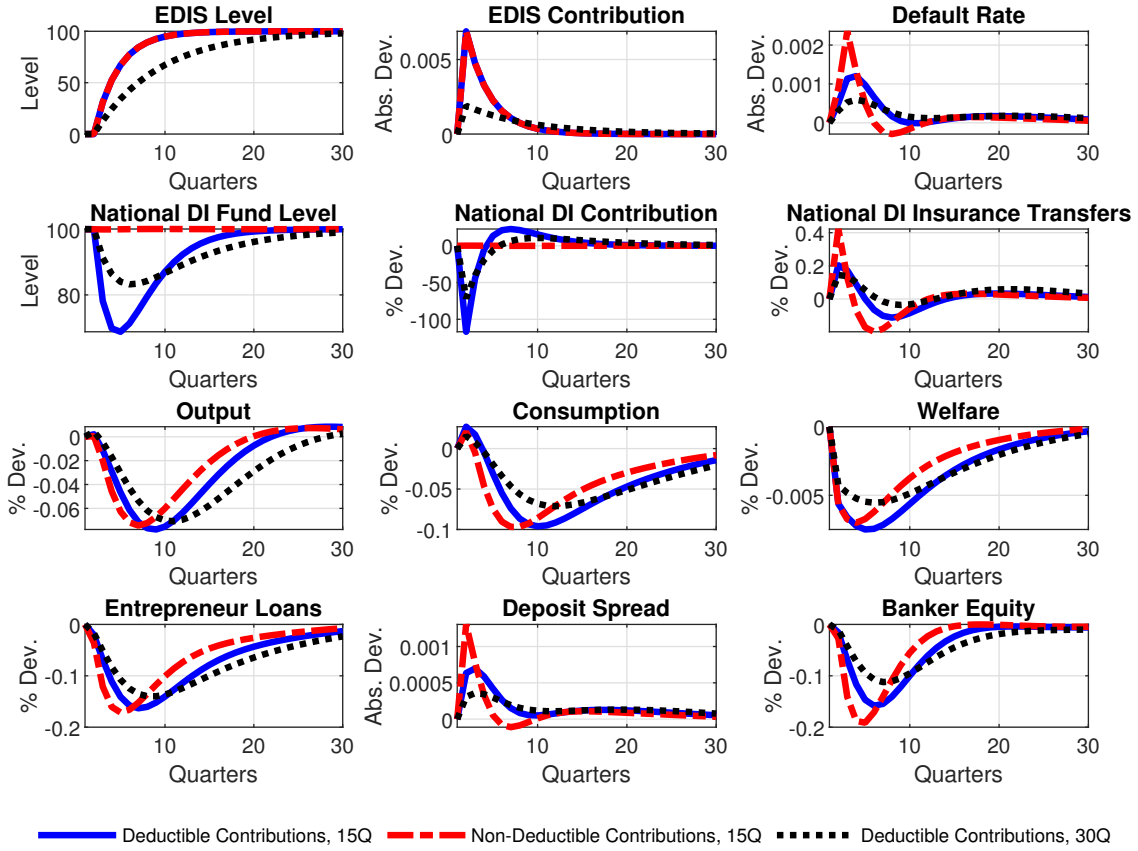 EDIS Level EDIS Contribution Default Rate
100
50
0
Level
10 20 30
Quarters
0.005
0
Abs. Dev.
10 20 30
Quarters
0.002
0.001
0
Abs. Dev.
10 20 30
Quarters
National DI Fund Level National DI Contribution National DI Insurance Transfers
100
80
Level
10 20 30
Quarters
0
-50
-100
% Dev.
10 20 30
Quarters
0.4
0.2
0
% Dev.
10 20 30
Quarters
Output Consumption Welfare
0
-0.02
-0.04
-0.06
% Dev.
10 20 30
Quarters
0
-0.05
-0.1
% Dev.
10 20 30
Quarters
0
-0.005
% Dev.
10 20 30
Quarters
Entrepreneur Loans Deposit Spread Banker Equity
0
-0.1
-0.2
% Dev.
10 20 30
Quarters
0.001
0.0005
0
Abs. Dev.
10 20 30
Quarters
0
-0.1
-0.2
% Dev.
10 20 30
Quarters
Deductible Contributions, 15Q Non-Deductible Contributions, 15Q Deductible Contributions, 30Q